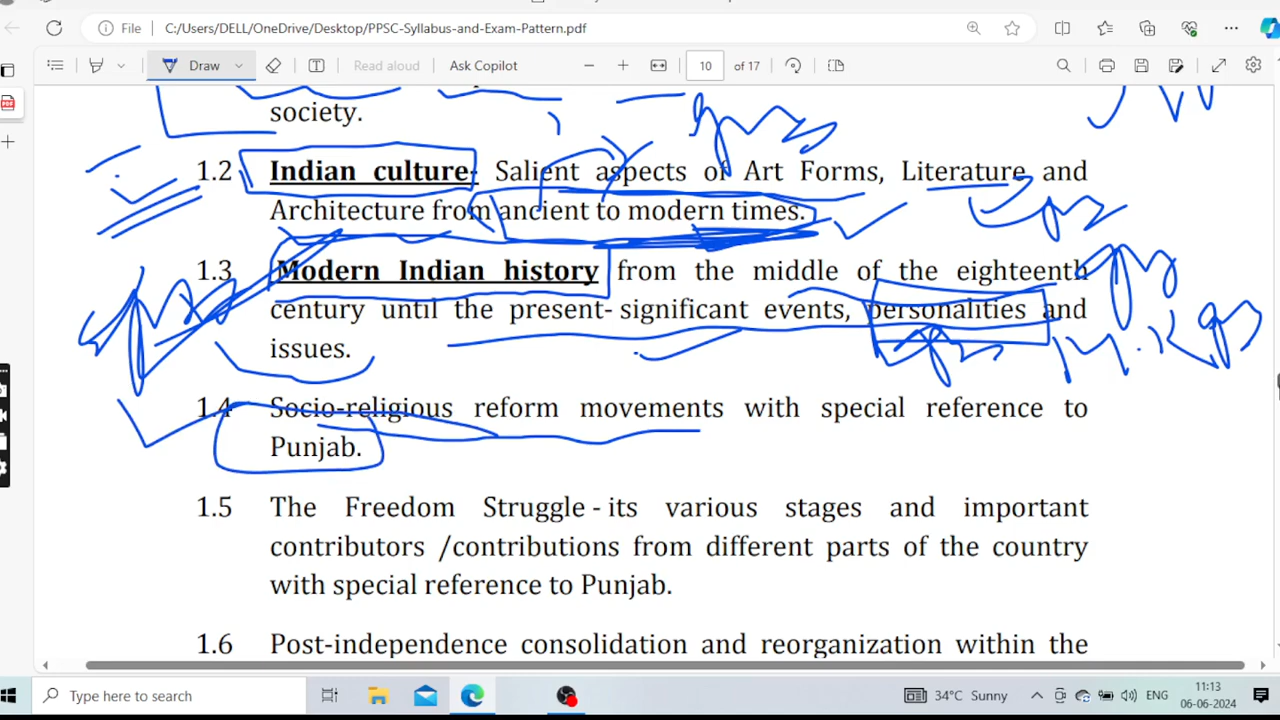 File C:/Users/DELL/OneDrive/Desktop/PPSC-Syllabus-and-Exam-Pattern.pdf
Draw Read aloud Ask Copilot 10 of 17
society.
1.2 Indian culture- Salient aspects of Art Forms, Literature and
Architecture from ancient to modern times.
1.3 Modern Indian history from the middle of the eighteenth
century until the present- significant events, personalities and
issues.
1.4 Socio-religious reform movements with special reference to
Punjab.
1.5 The Freedom Struggle - its various stages and important
contributors /contributions from different parts of the country
with special reference to Punjab.
1.6 Post-independence consolidation and reorganization within the
Type here to search 34°C Sunny ENG 11:13
06-06-2024